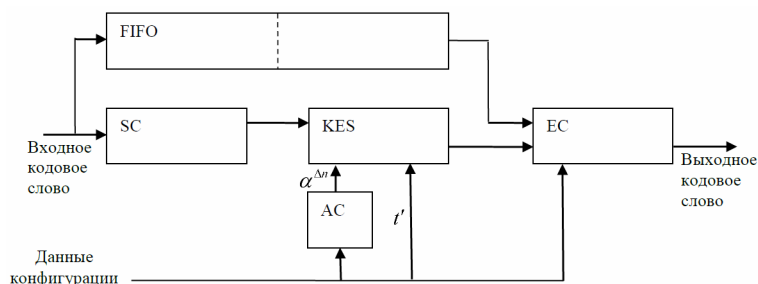 FIFO
SC
KES
EC
Входное
кодовое
слово
Выходное
кодовое
слово
α^Δn
AC
t′
Данные
конфигурации